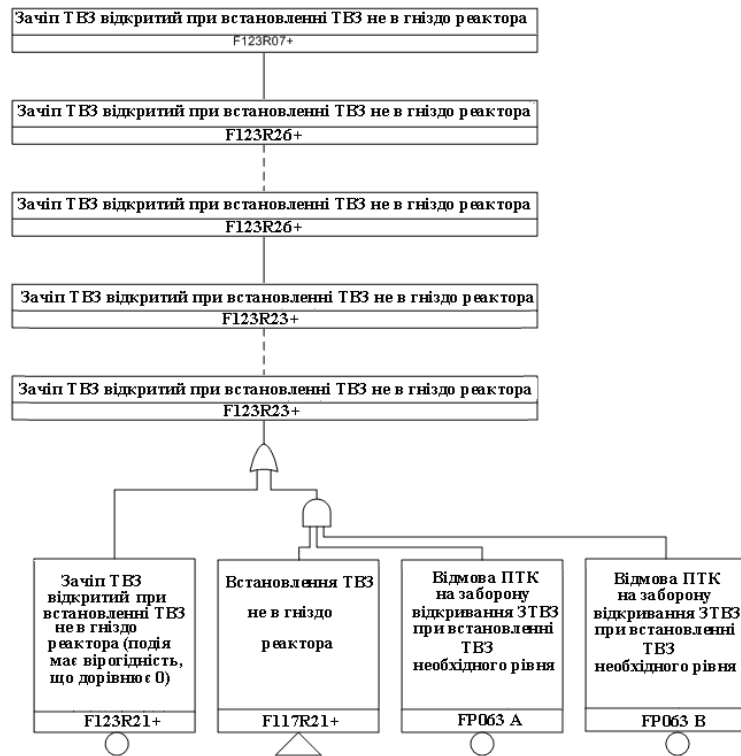 Зачіп ТВЗ відкритий при встановленні ТВЗ не в гніздо реактора
F123R07+
Зачіп ТВЗ відкритий при встановленні ТВЗ не в гніздо реактора
F123R26+
Зачіп ТВЗ відкритий при встановленні ТВЗ не в гніздо реактора
F123R26+
Зачіп ТВЗ відкритий при встановленні ТВЗ не в гніздо реактора
F123R23+
Зачіп ТВЗ відкритий при встановленні ТВЗ не в гніздо реактора
F123R23+
Зачіп ТВЗ
відкритий при
встановленні ТВЗ
не в гніздо
реактора (подія
має вірогідність,
що дорівнює 0)
F123R21+
Встановлення ТВЗ
не в гніздо
реактора
F117R21+
Відмова ПТК
на заборону
відкривання ЗТВЗ
при встановленні
ТВЗ
необхідного рівня
FP063 A
Відмова ПТК
на заборону
відкривання ЗТВЗ
при встановленні
ТВЗ
необхідного рівня
FP063 B